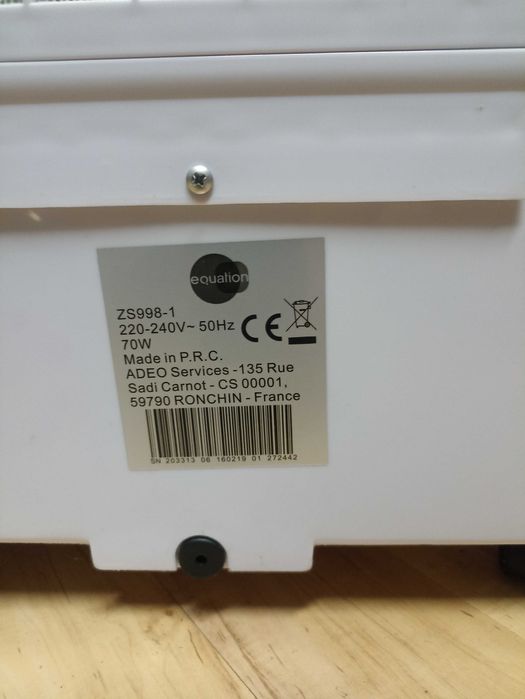 equation
ZS998-1
220-240V~ 50Hz
70W
Made in P.R.C.
ADEO Services -135 Rue
Sadi Carnot - CS 00001,
59790 RONCHIN - France
CE
SN 203313 06 160219 01 272442